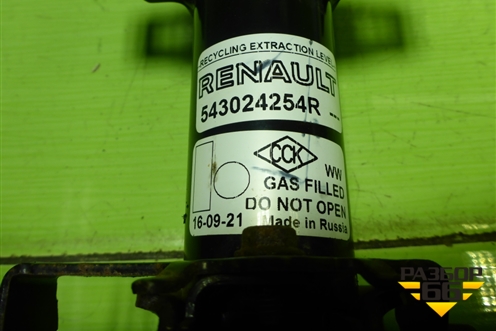 RECYCLING EXTRACTION LEVEL
RENAULT
543024254R ---
CCK
WW
GAS FILLED
DO NOT OPEN
16-09-21 Made in Russia
РАЗБОР
66